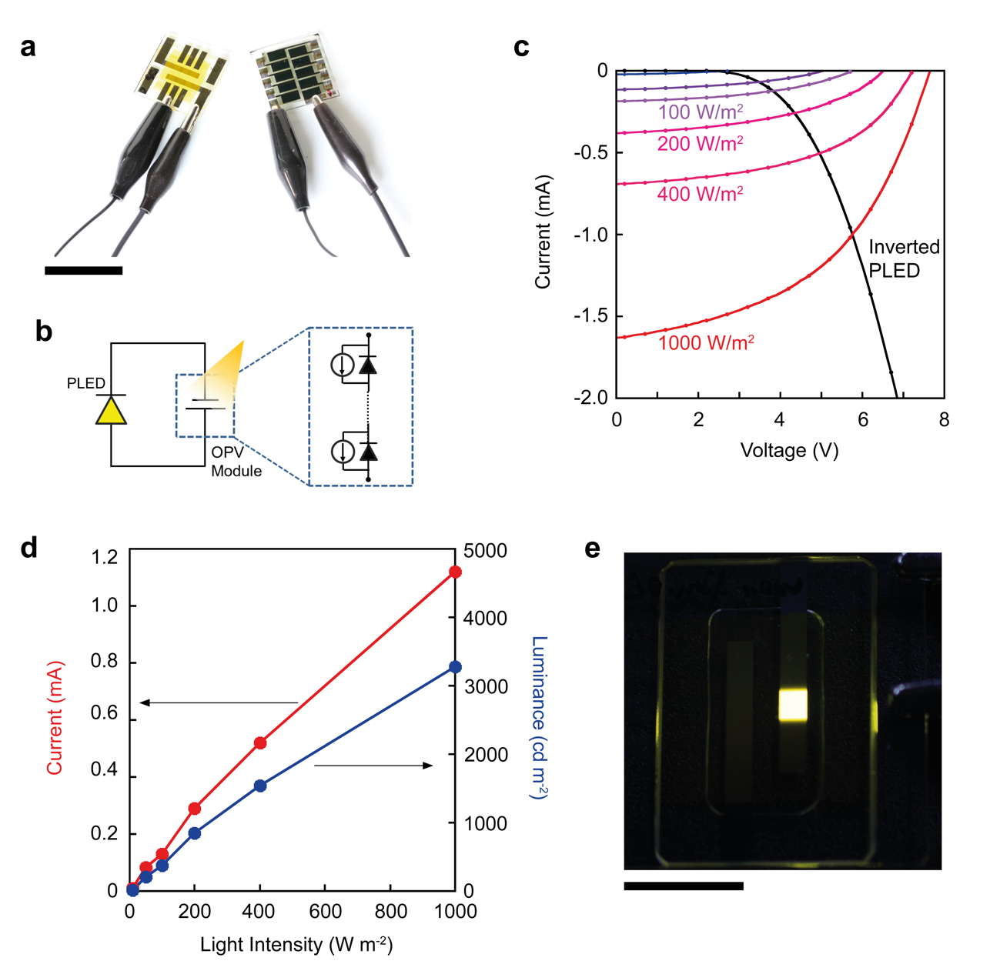 a
b
PLED
OPV
Module
c
0
-0.5
-1.0
-1.5
-2.0
Current (mA)
100 W/m²
200 W/m²
400 W/m²
1000 W/m²
Inverted
PLED
0 2 4 6 8
Voltage (V)
d
1.2
1.0
0.8
0.6
0.4
0.2
0
Current (mA)
5000
4000
3000
2000
1000
0
Luminance (cd m⁻²)
0 200 400 600 800 1000
Light Intensity (W m⁻²)
e